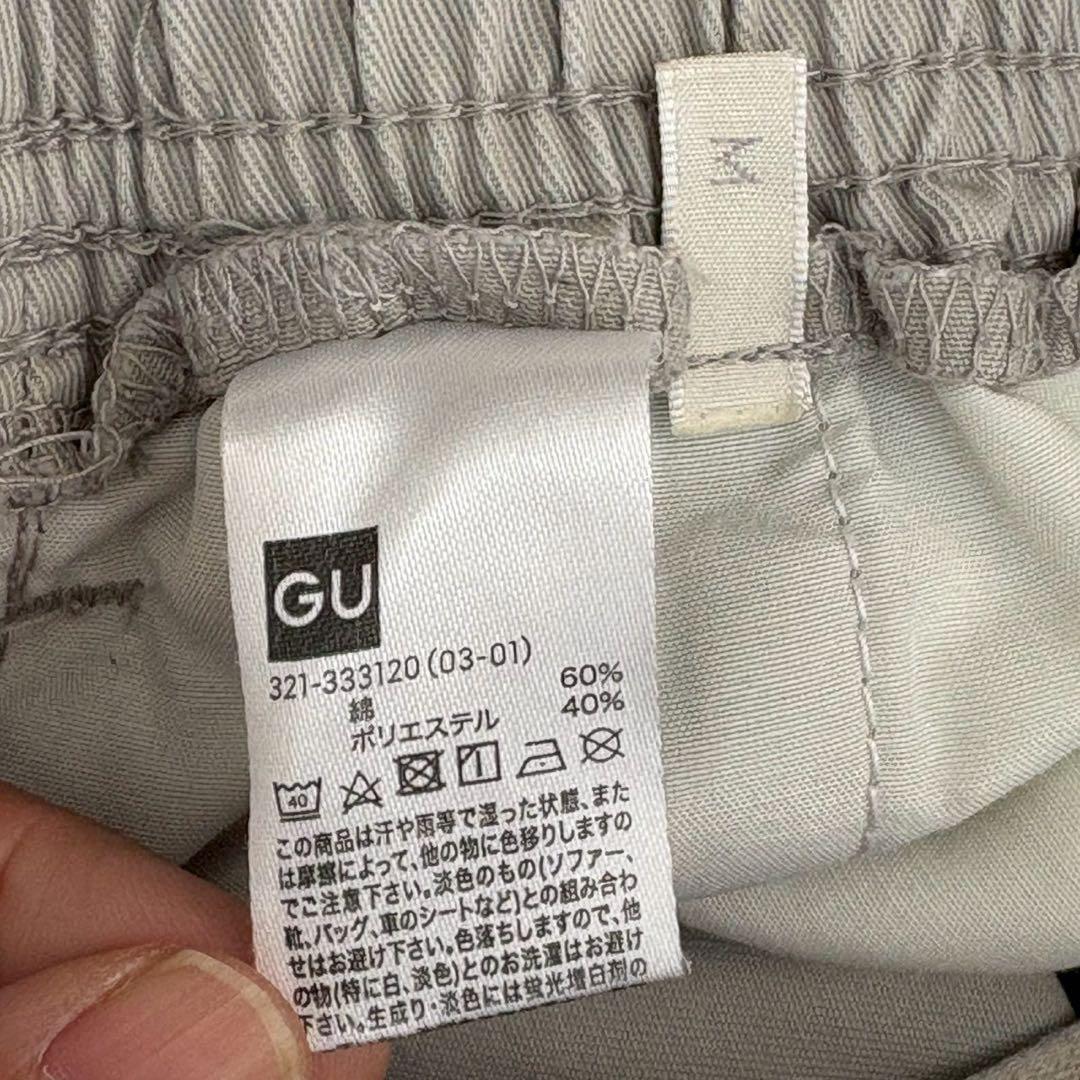 M
GU
321-333120 (03-01)
綿 60%
ポリエステル 40%
40
この商品は汗や雨等で湿った状態、また
は摩擦によって、他の物に色移りしますの
でご注意下さい。淡色のもの(ソファー、
靴、バッグ、車のシートなど)との組み合わ
せはお避け下さい。色落ちしますので、他
の物(特に白、淡色)とのお洗濯はお避け
下さい。生成り・淡色には蛍光増白剤の